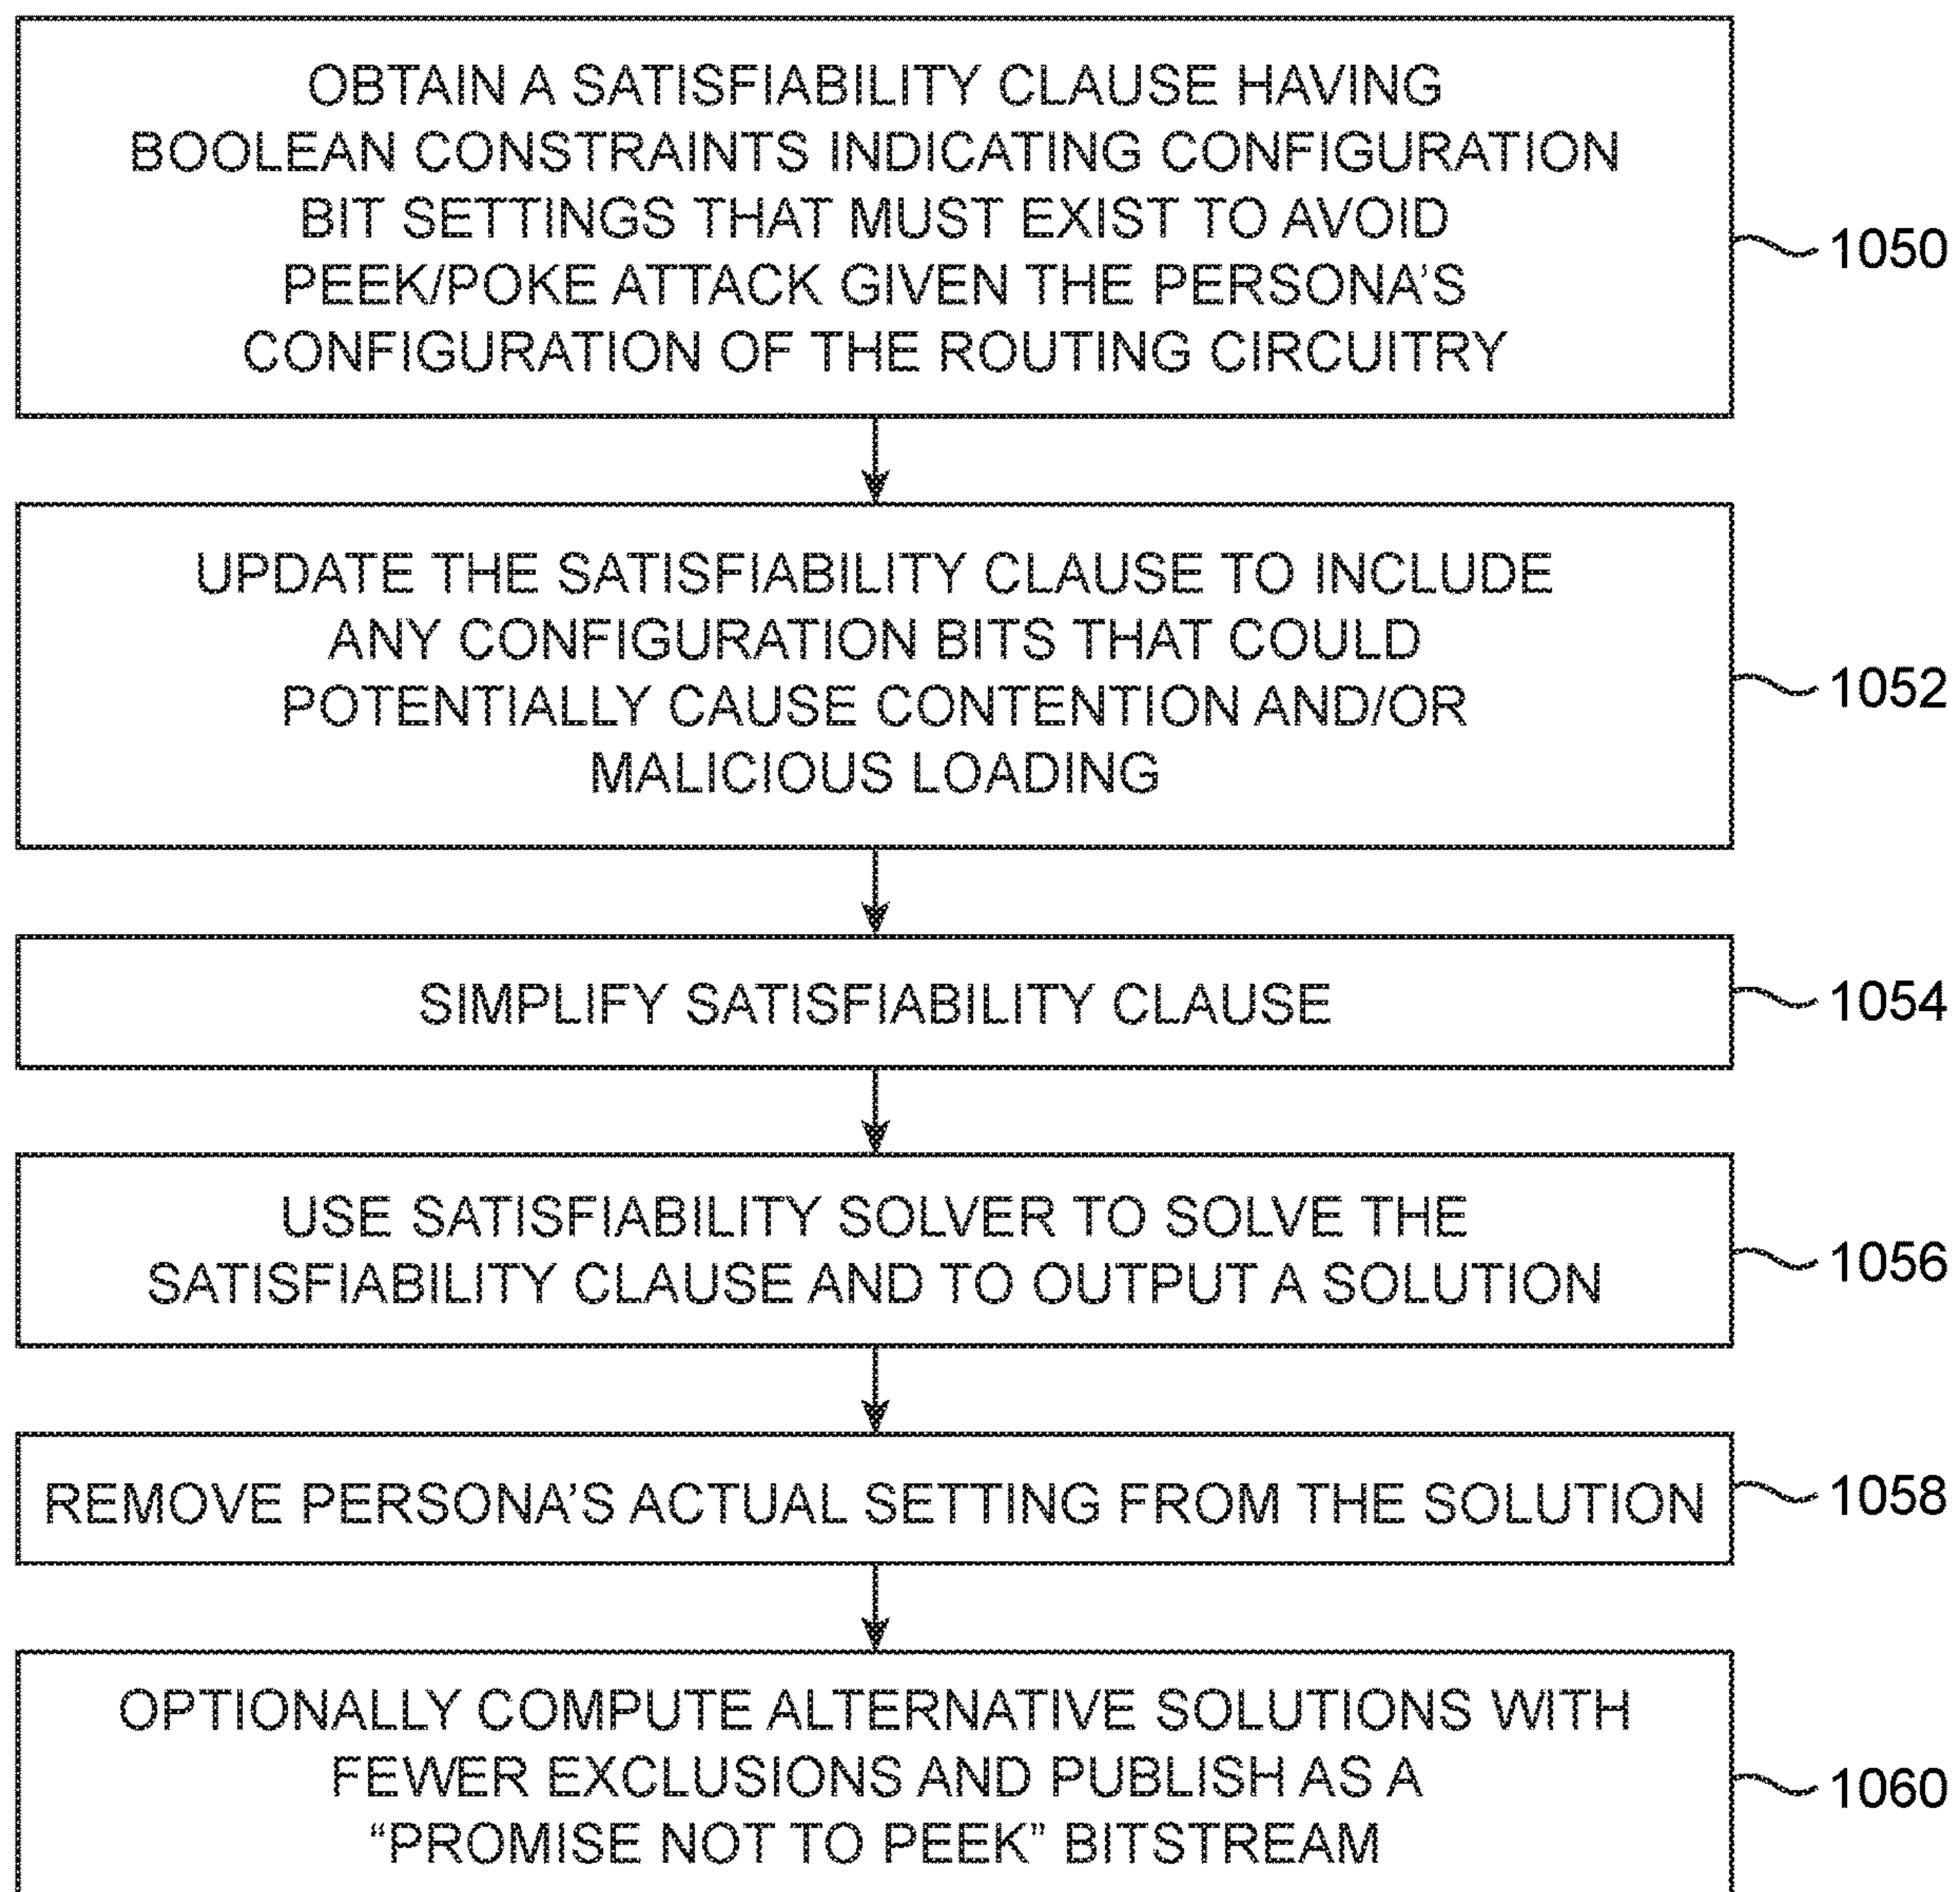 OBTAIN A SATISFIABILITY CLAUSE HAVING
BOOLEAN CONSTRAINTS INDICATING CONFIGURATION
BIT SETTINGS THAT MUST EXIST TO AVOID
PEEK/POKE ATTACK GIVEN THE PERSONA'S
CONFIGURATION OF THE ROUTING CIRCUITRY
1050
UPDATE THE SATISFIABILITY CLAUSE TO INCLUDE
ANY CONFIGURATION BITS THAT COULD
POTENTIALLY CAUSE CONTENTION AND/OR
MALICIOUS LOADING
1052
SIMPLIFY SATISFIABILITY CLAUSE
1054
USE SATISFIABILITY SOLVER TO SOLVE THE
SATISFIABILITY CLAUSE AND TO OUTPUT A SOLUTION
1056
REMOVE PERSONA'S ACTUAL SETTING FROM THE SOLUTION
1058
OPTIONALLY COMPUTE ALTERNATIVE SOLUTIONS WITH
FEWER EXCLUSIONS AND PUBLISH AS A
“PROMISE NOT TO PEEK” BITSTREAM
1060